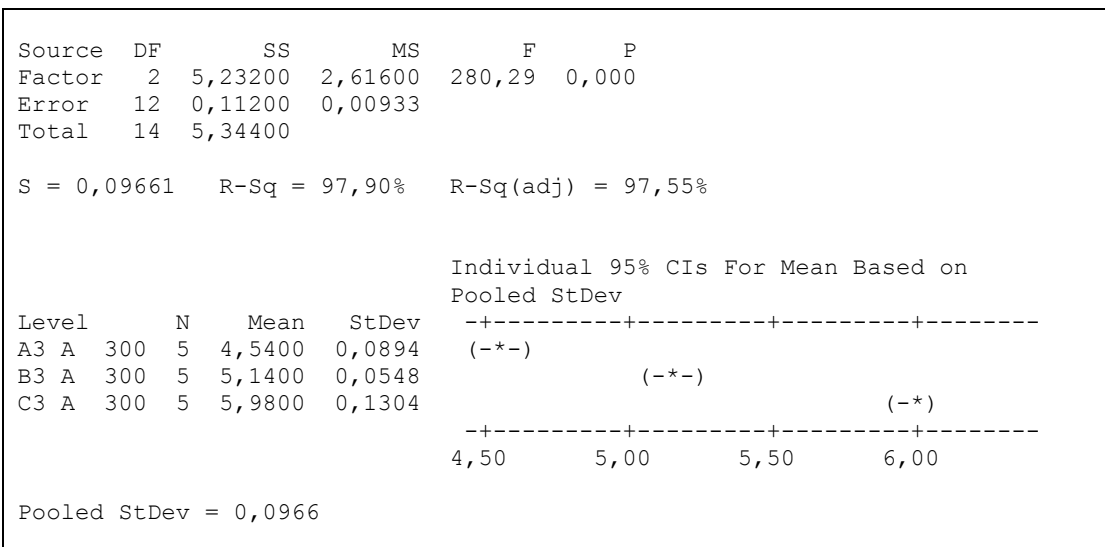 Source  DF       SS       MS       F      P
Factor   2  5,23200  2,61600  280,29  0,000
Error   12  0,11200  0,00933
Total   14  5,34400
S = 0,09661   R-Sq = 97,90%   R-Sq(adj) = 97,55%
Individual 95% CIs For Mean Based on
Pooled StDev
Level      N    Mean   StDev   -+---------+---------+---------+--------
A3 A  300  5  4,5400  0,0894   (-*-)
B3 A  300  5  5,1400  0,0548               (-*-)
C3 A  300  5  5,9800  0,1304                                (-*)
-+---------+---------+---------+--------
4,50      5,00      5,50      6,00
Pooled StDev = 0,0966